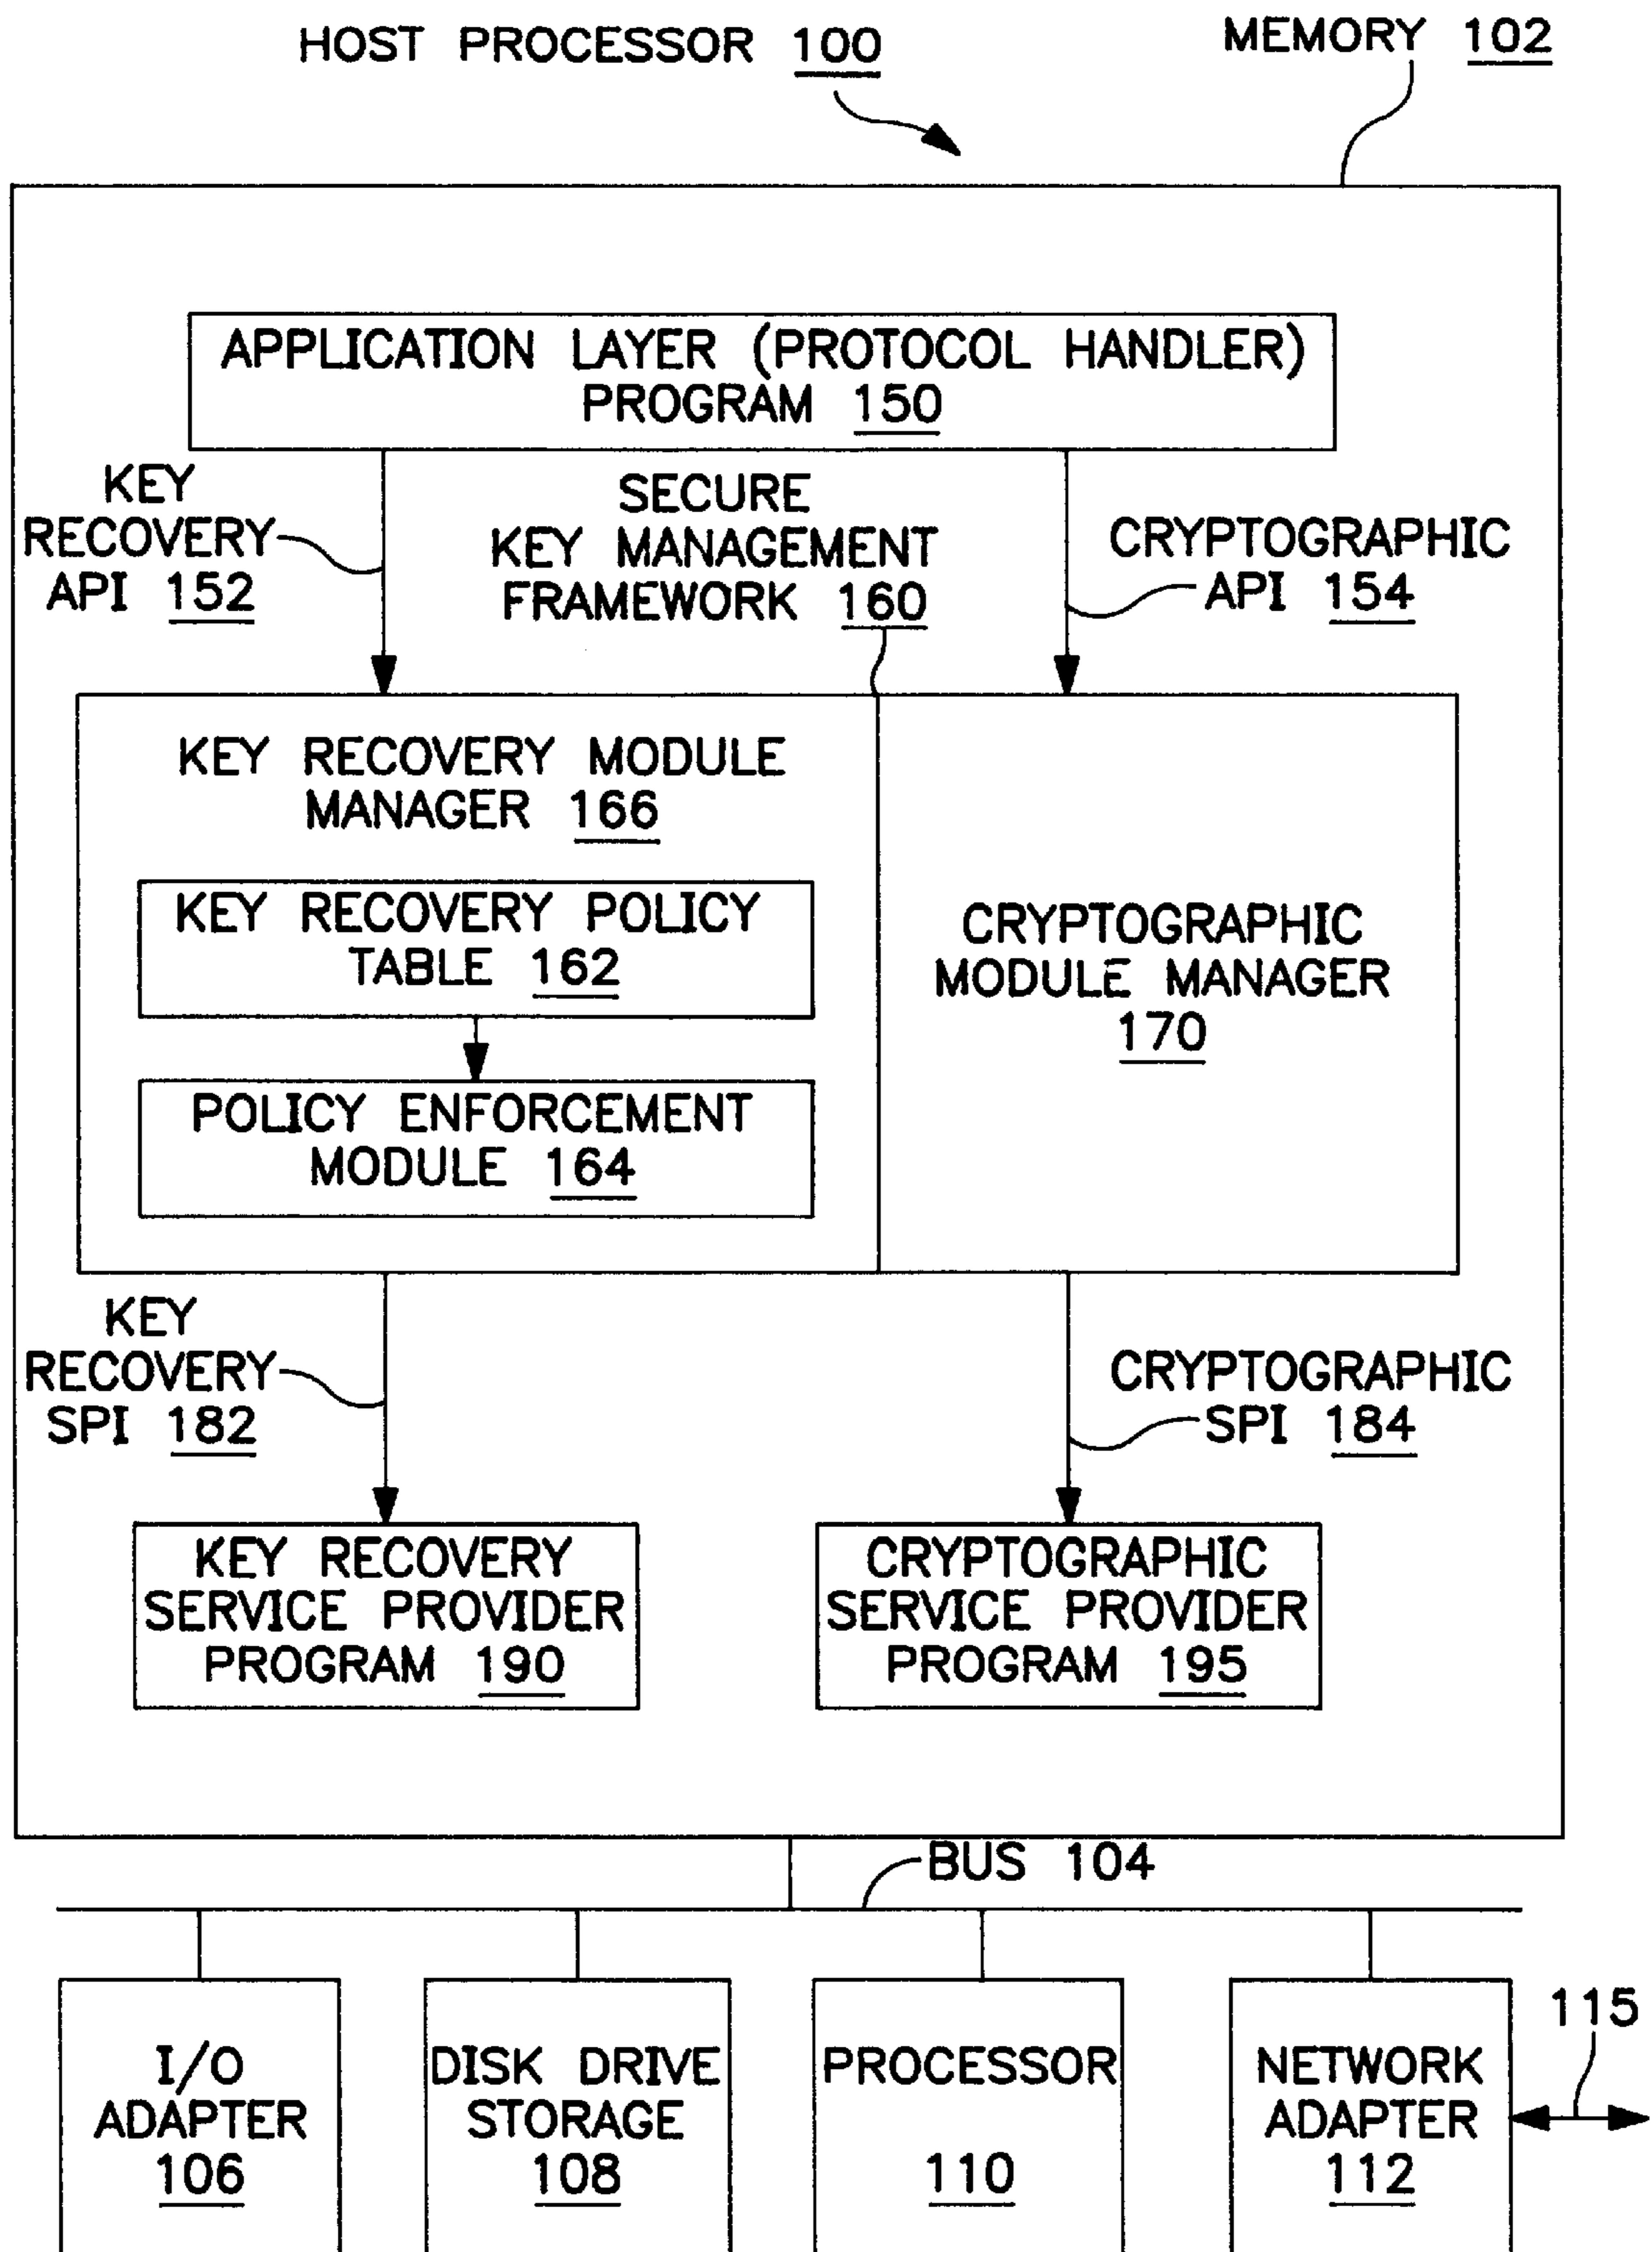 HOST PROCESSOR 100
MEMORY 102
APPLICATION LAYER (PROTOCOL HANDLER)
PROGRAM 150
KEY
RECOVERY
API 152
SECURE
KEY MANAGEMENT
FRAMEWORK 160
CRYPTOGRAPHIC
API 154
KEY RECOVERY MODULE
MANAGER 166
KEY RECOVERY POLICY
TABLE 162
POLICY ENFORCEMENT
MODULE 164
CRYPTOGRAPHIC
MODULE MANAGER
170
KEY
RECOVERY
SPI 182
CRYPTOGRAPHIC
SPI 184
KEY RECOVERY
SERVICE PROVIDER
PROGRAM 190
CRYPTOGRAPHIC
SERVICE PROVIDER
PROGRAM 195
BUS 104
I/O
ADAPTER
106
DISK DRIVE
STORAGE
108
PROCESSOR
110
NETWORK
ADAPTER
112
115